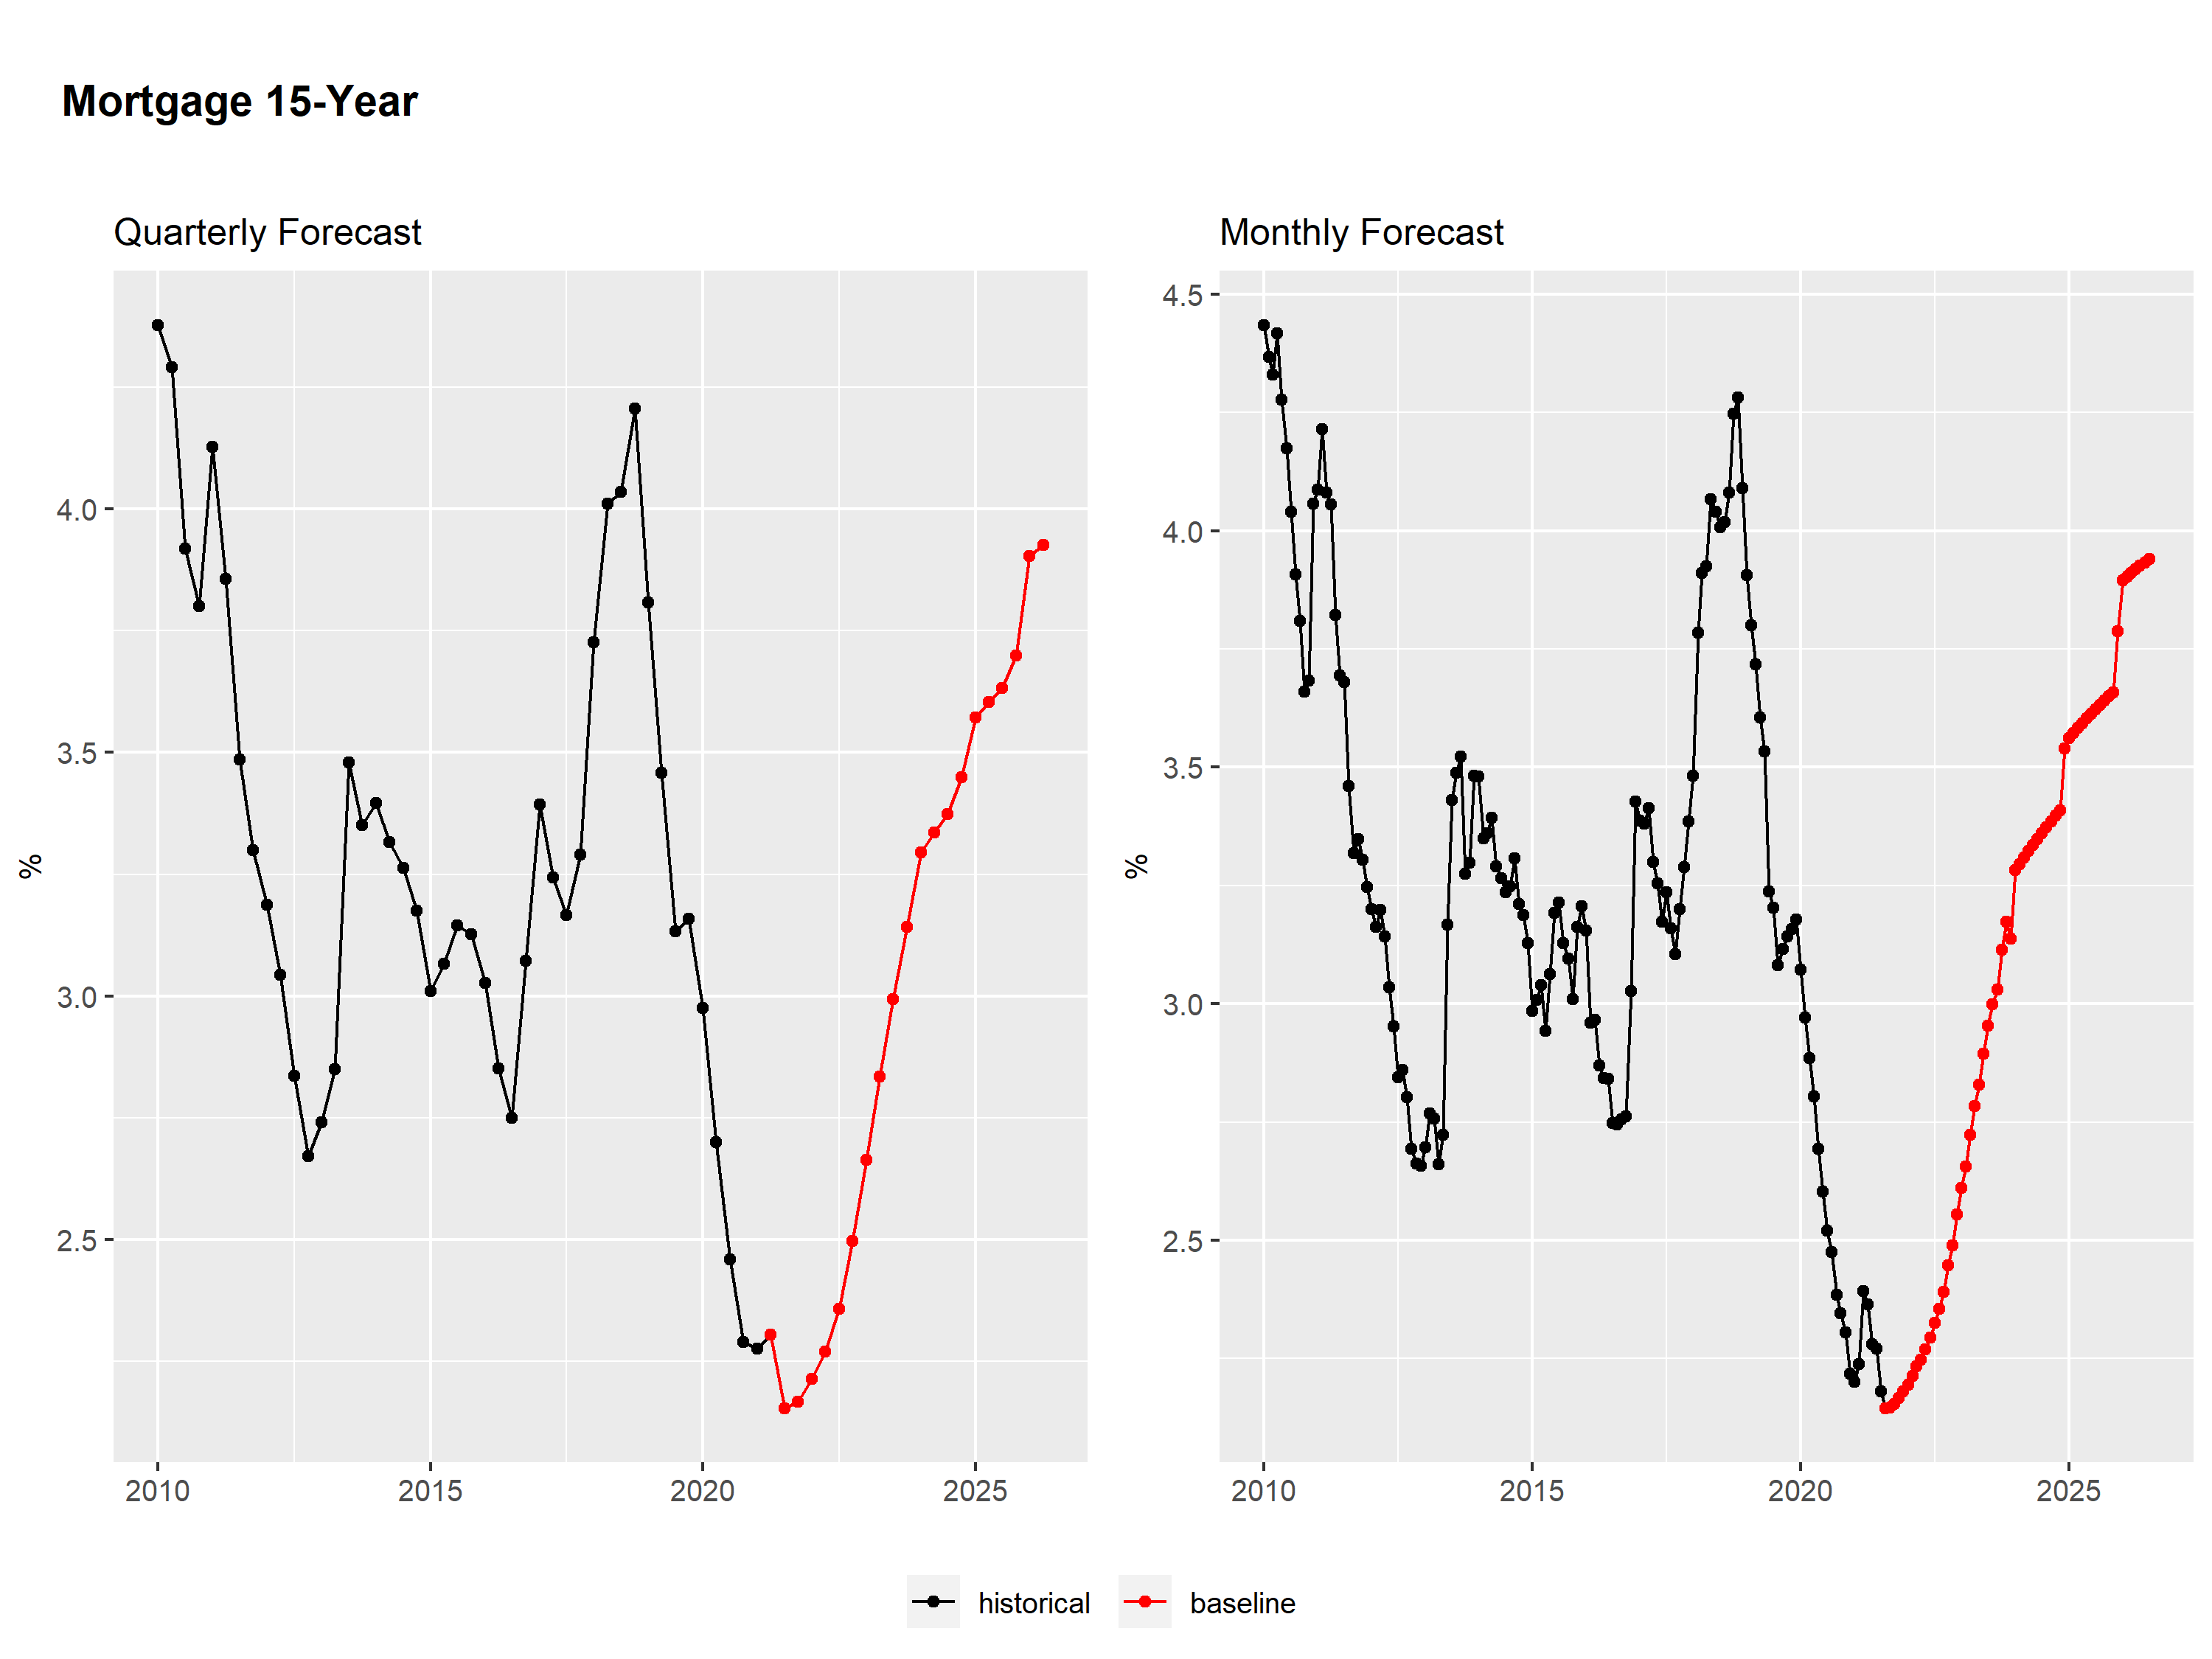 Mortgage 15-Year
Quarterly Forecast
%
4.0
3.5
3.0
2.5
2010 2015 2020 2025
Monthly Forecast
%
4.5
4.0
3.5
3.0
2.5
2010 2015 2020 2025
historical baseline